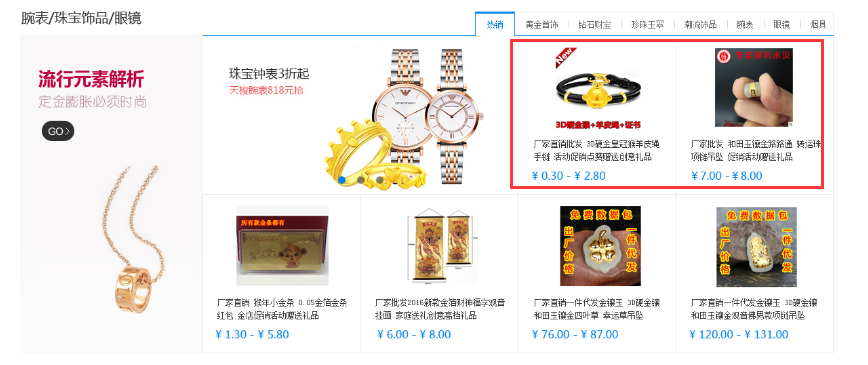 腕表/珠宝饰品/眼镜
热销 黄金首饰 钻石财宝 珍珠玉翠 潮流饰品 腕表 眼镜 烟具
流行元素解析
定金膨胀必须时尚
GO
珠宝钟表3折起
天梭腕表818元抢
New
3D硬金猴+羊皮绳+证书
厂家直销批发 3D硬金皇冠猴羊皮绳
手链 活动促销点赞赠送创意礼品
¥ 0.30 - ¥ 2.80
厂家批发 和田玉镶金路路通 转运珠
项链吊坠 促销活动赠送礼品
¥ 7.00 - ¥ 8.00
所有款金条都有
厂家直销 猴年小金条 0.05金箔金条
红包 金店促销活动赠送礼品
¥ 1.30 - ¥ 5.80
厂家批发2016新款金箔财神福字观音
挂画 家庭送礼创意高档礼品
¥ 6.00 - ¥ 8.00
免费数据包
出厂价格
一件代发
厂家直销一件代发金镶玉 3D硬金镶
和田玉镶金四叶草 幸运草吊坠
¥ 76.00 - ¥ 87.00
免费数据包
出厂价格
一件代发
厂家直销一件代发金镶玉 3D硬金镶
和田玉镶金观音佛男款项链吊坠
¥ 120.00 - ¥ 131.00